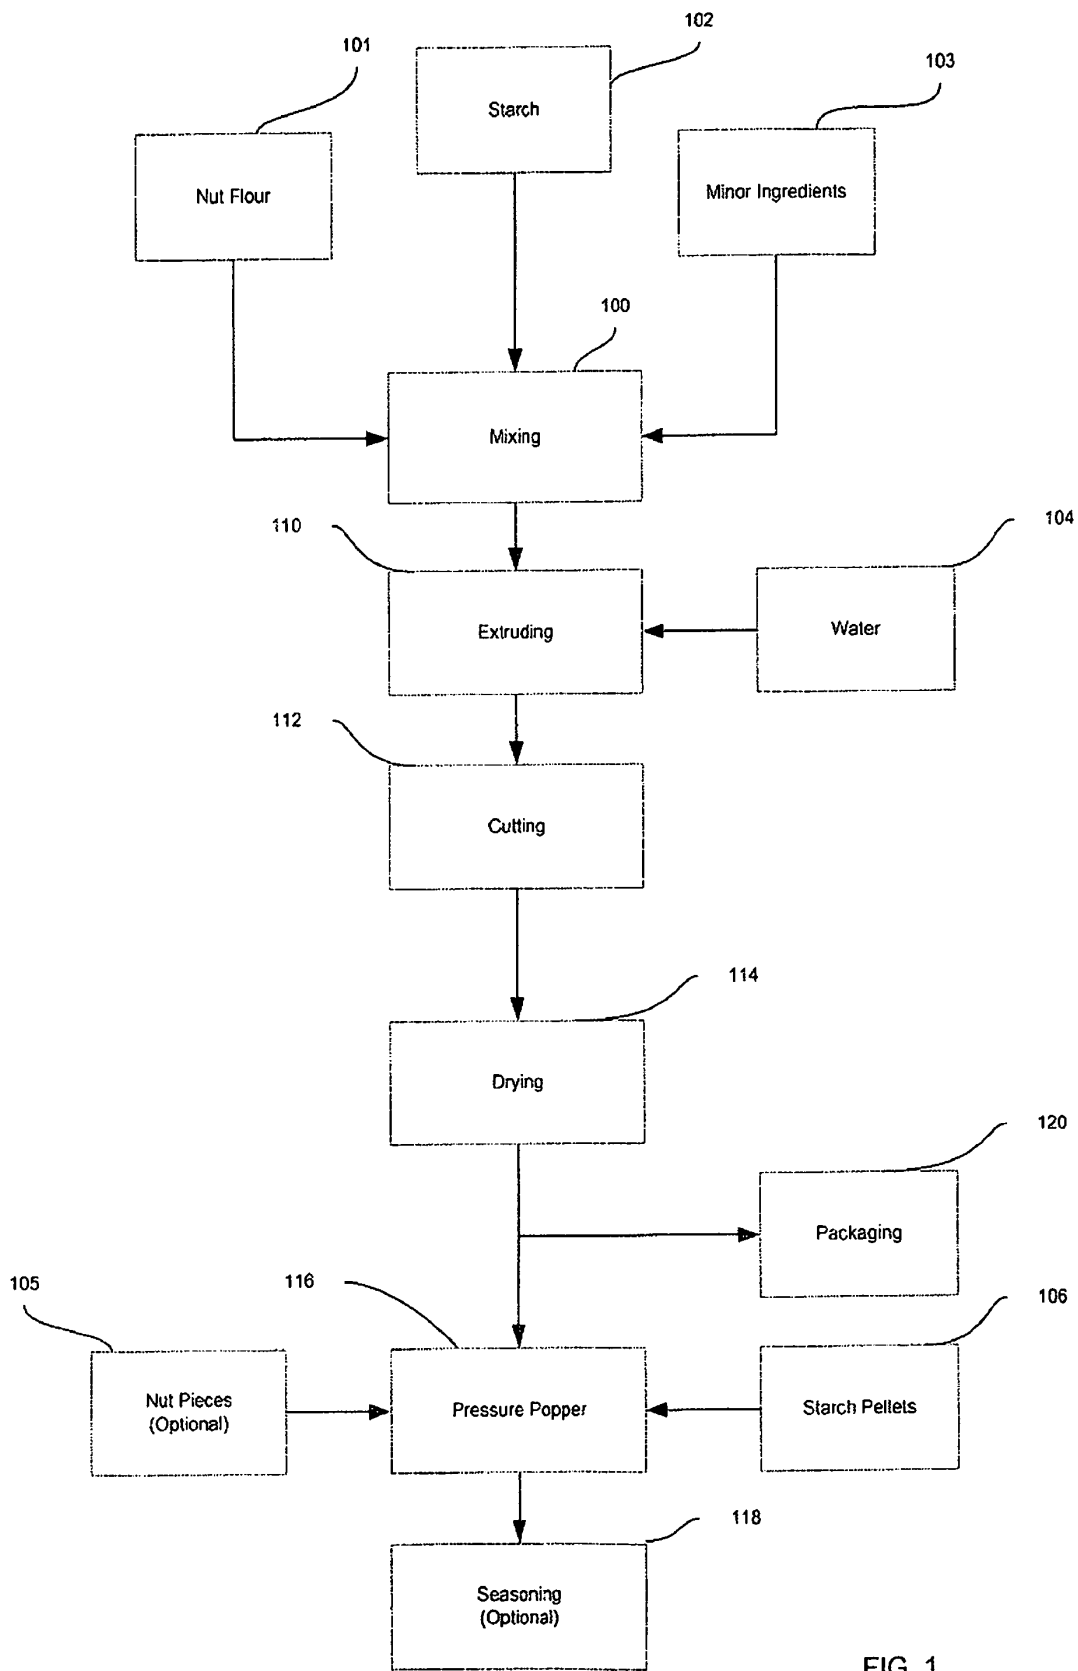 102
101
103
Starch
Nut Flour
Minor Ingredients
100
Mixing
110
104
Extruding
Water
112
Cutting
114
Drying
120
Packaging
105
116
106
Nut Pieces
(Optional)
Pressure Popper
Starch Pellets
118
Seasoning
(Optional)
FIG. 1